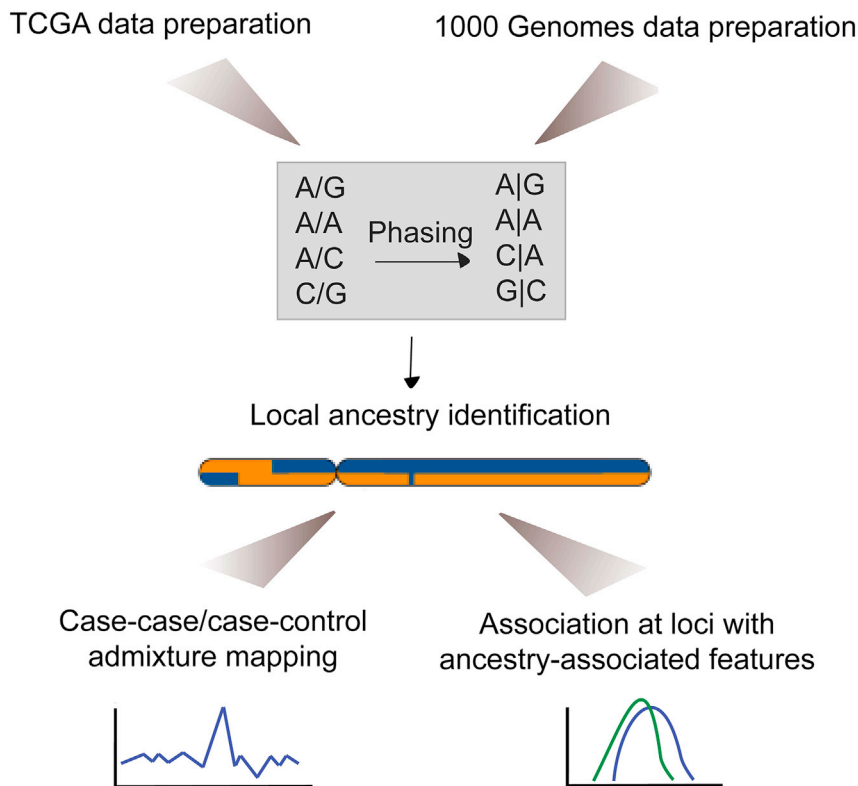 TCGA data preparation
1000 Genomes data preparation
A/G
A/A
A/C
C/G
Phasing
A|G
A|A
C|A
G|C
Local ancestry identification
Case-case/case-control
admixture mapping
Association at loci with
ancestry-associated features